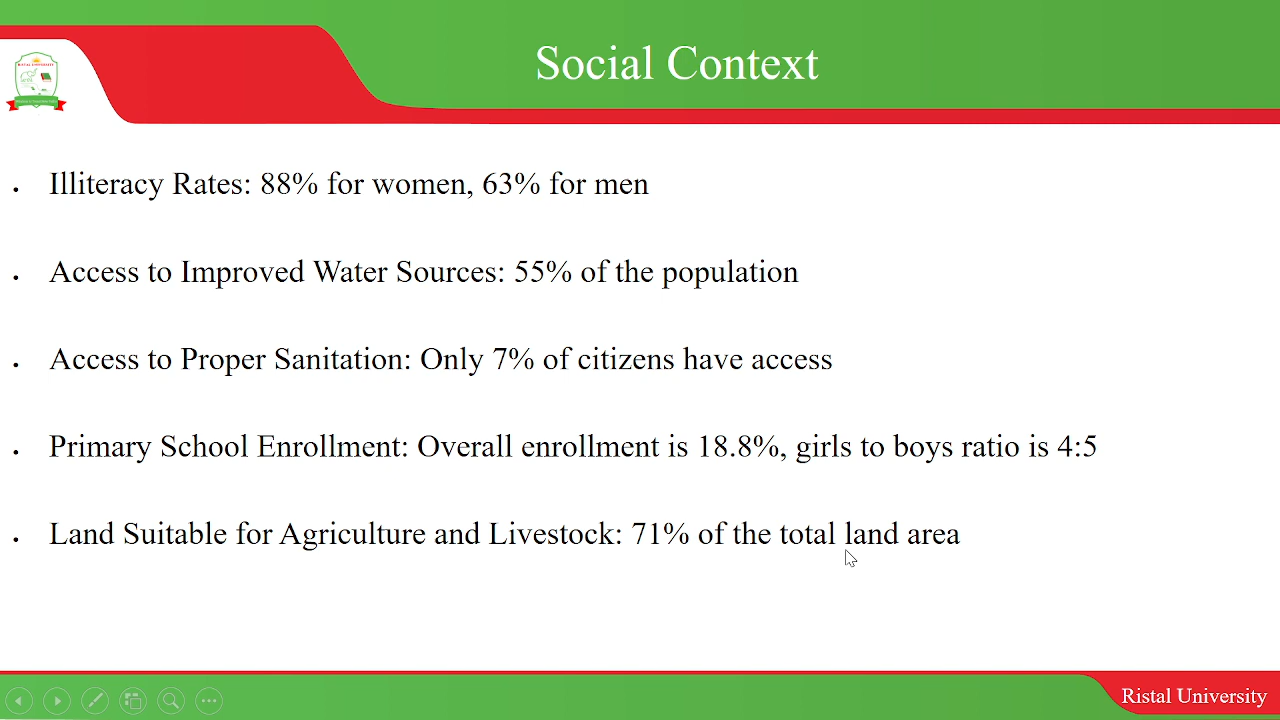 Social Context
RISTAL UNIVERSITY
• Illiteracy Rates: 88% for women, 63% for men
• Access to Improved Water Sources: 55% of the population
• Access to Proper Sanitation: Only 7% of citizens have access
• Primary School Enrollment: Overall enrollment is 18.8%, girls to boys ratio is 4:5
• Land Suitable for Agriculture and Livestock: 71% of the total land area
Ristal University